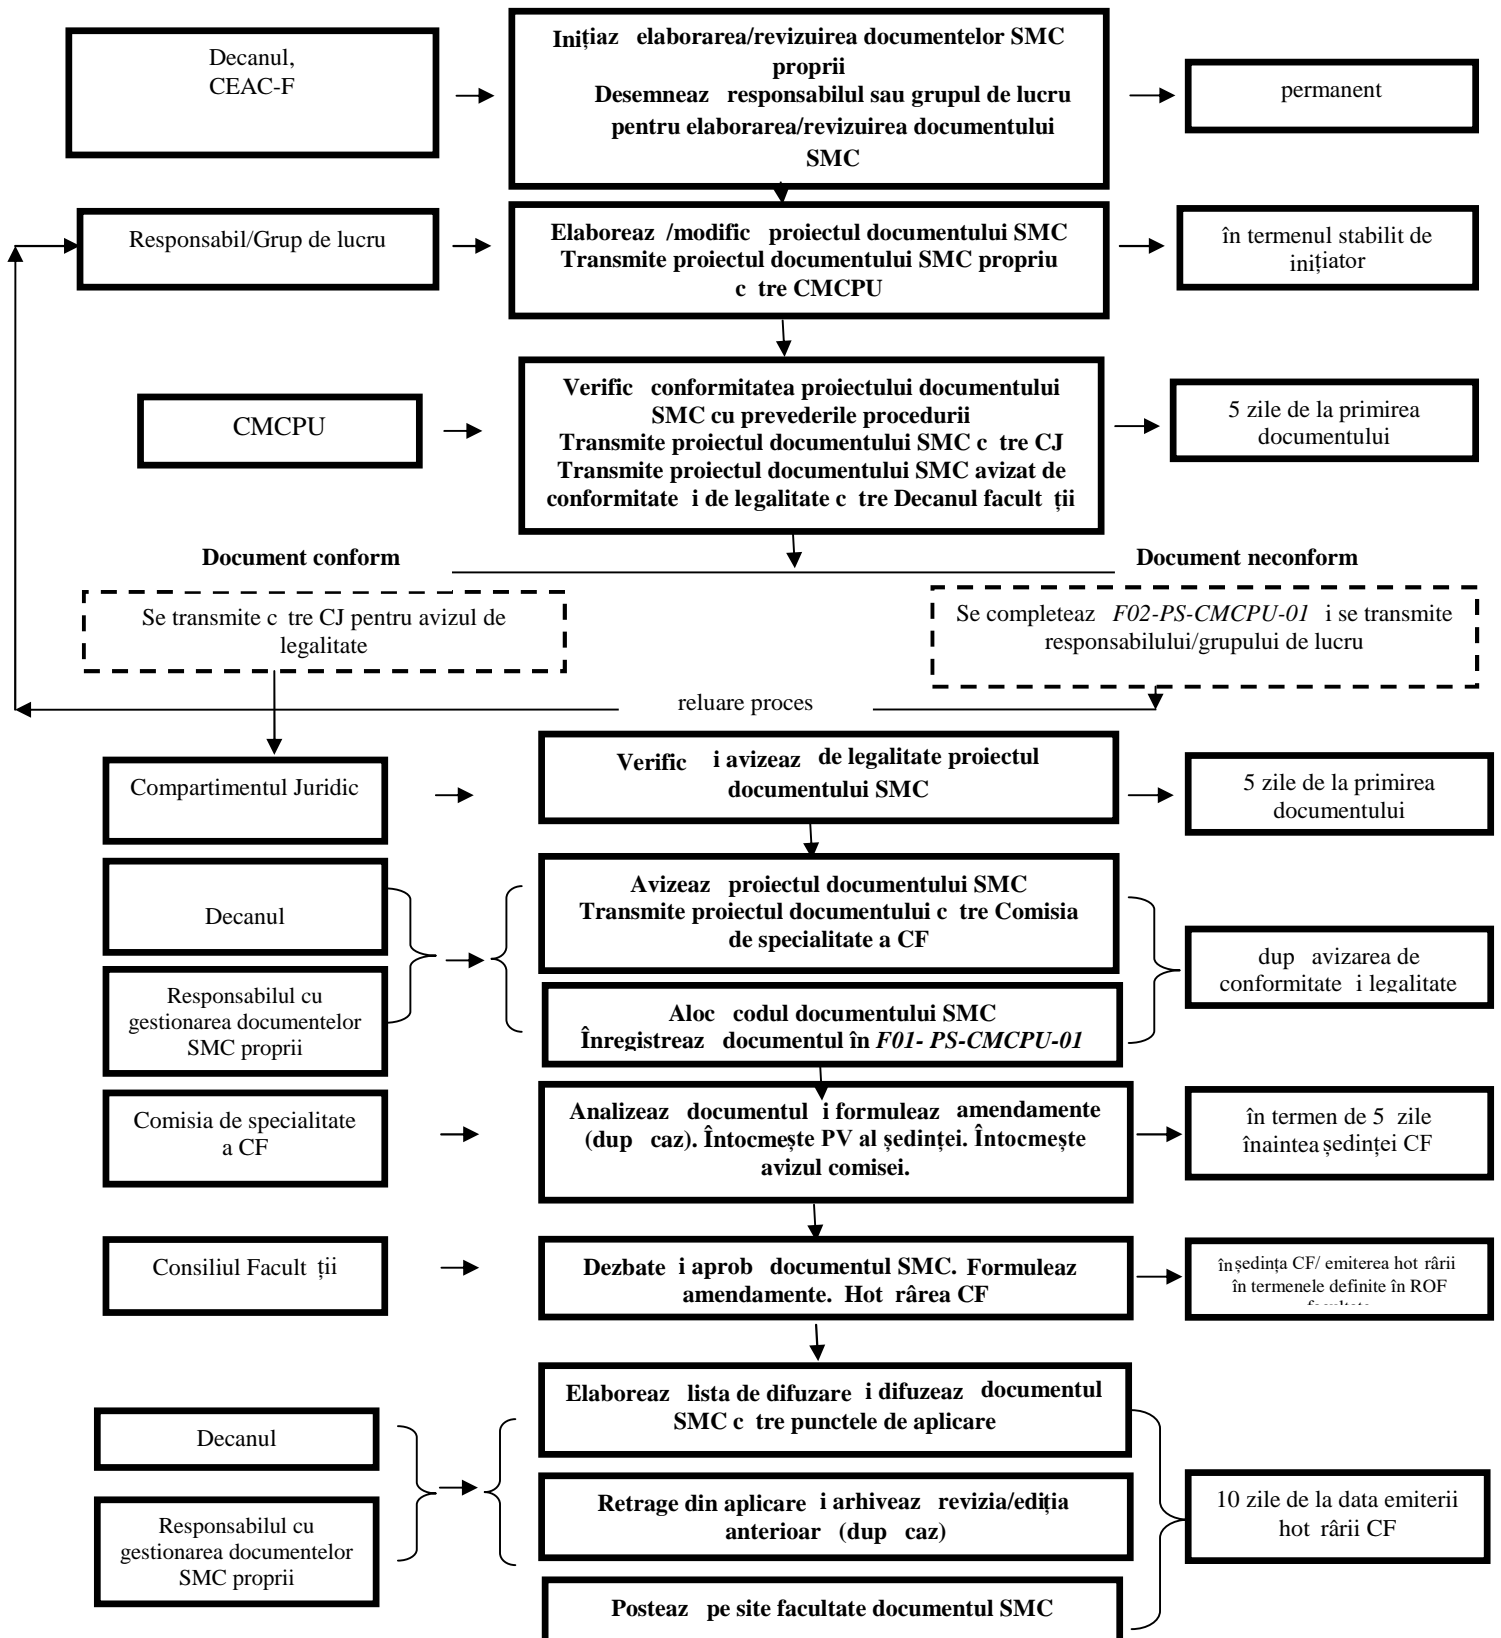 Decanul,
CEAC-F
Inițiaz elaborarea/revizuirea documentelor SMC
proprii
Desemneaz responsabilul sau grupul de lucru
pentru elaborarea/revizuirea documentului
SMC
permanent
Responsabil/Grup de lucru
Elaboreaz /modific proiectul documentului SMC
Transmite proiectul documentului SMC propriu
c tre CMCPU
în termenul stabilit de
inițiator
CMCPU
Verific conformitatea proiectului documentului
SMC cu prevederile procedurii
Transmite proiectul documentului SMC c tre CJ
Transmite proiectul documentului SMC avizat de
conformitate i de legalitate c tre Decanul facult ții
5 zile de la primirea
documentului
Document conform
Document neconform
Se transmite c tre CJ pentru avizul de
legalitate
Se completeaz F02-PS-CMCPU-01 i se transmite
responsabilului/grupului de lucru
reluare proces
Compartimentul Juridic
Verific i avizeaz de legalitate proiectul
documentului SMC
5 zile de la primirea
documentului
Decanul
Avizeaz proiectul documentului SMC
Transmite proiectul documentului c tre Comisia
de specialitate a CF
Responsabilul cu
gestionarea documentelor
SMC proprii
Aloc codul documentului SMC
Înregistreaz documentul în F01- PS-CMCPU-01
dup avizarea de
conformitate i legalitate
Comisia de specialitate
a CF
Analizeaz documentul i formuleaz amendamente
(dup caz). Întocmește PV al ședinței. Întocmește
avizul comisei.
în termen de 5 zile
înaintea ședinței CF
Consiliul Facult ții
Dezbate i aprob documentul SMC. Formuleaz
amendamente. Hot rârea CF
în ședința CF/ emiterea hot rârii
în termenele definite în ROF
Decanul
Responsabilul cu
gestionarea documentelor
SMC proprii
Elaboreaz lista de difuzare i difuzeaz documentul
SMC c tre punctele de aplicare
Retrage din aplicare i arhiveaz revizia/ediția
anterioar (dup caz)
Posteaz pe site facultate documentul SMC
10 zile de la data emiterii
hot rârii CF